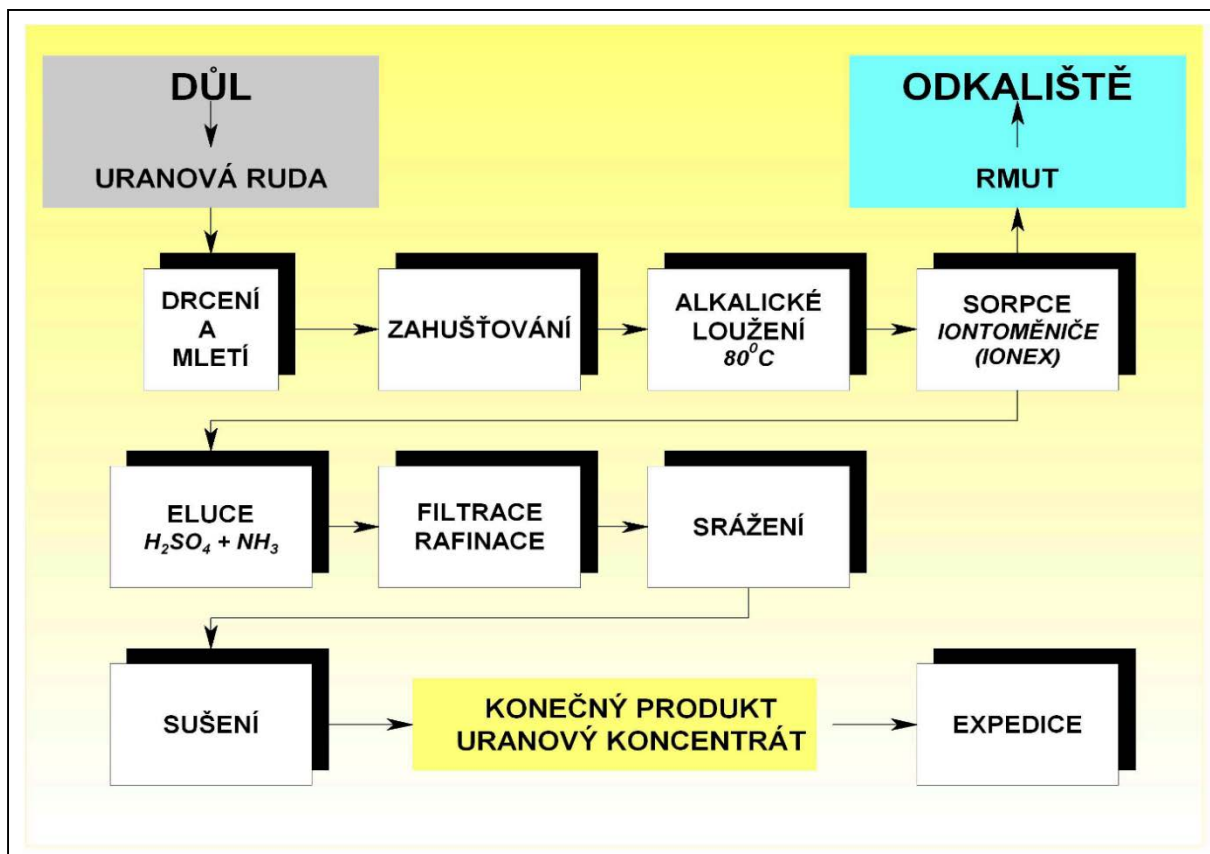 DŮL
URANOVÁ RUDA
ODKALIŠTĚ
RMUT
DRCENÍ
A
MLETÍ
ZAHUŠŤOVÁNÍ
ALKALICKÉ
LOUŽENÍ
80⁰C
SORPCE
IONTOMĚNIČE
(IONEX)
ELUCE
H₂SO₄ + NH₃
FILTRACE
RAFINACE
SRÁŽENÍ
SUŠENÍ
KONEČNÝ PRODUKT
URANOVÝ KONCENTRÁT
EXPEDICE